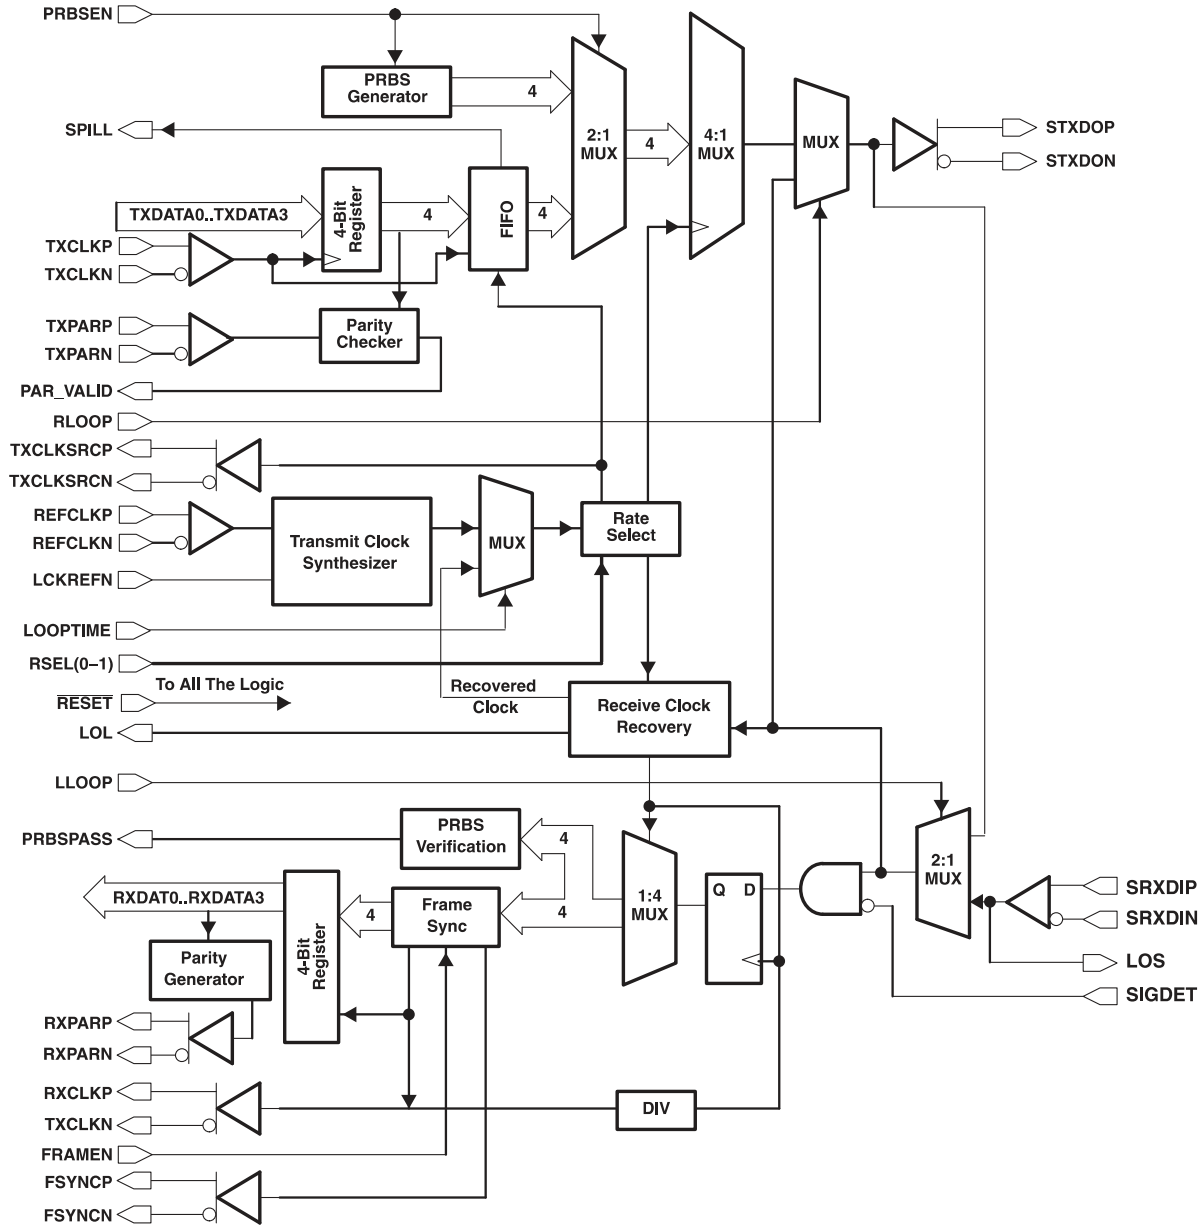 PRBSEN
PRBS
Generator
4
2:1
MUX
4
4:1
MUX
MUX
STXDOP
STXDON
SPILL
TXDATA0..TXDATA3
4-Bit
Register
4
FIFO
4
TXCLKP
TXCLKN
TXPARP
TXPARN
Parity
Checker
PAR_VALID
RLOOP
TXCLKSRCP
TXCLKSRCN
REFCLKP
REFCLKN
LCKREFN
Transmit Clock
Synthesizer
MUX
Rate
Select
LOOPTIME
RSEL(0–1)
RESET
To All The Logic
Recovered
Clock
Receive Clock
Recovery
LOL
LLOOP
PRBSPASS
PRBS
Verification
4
1:4
MUX
Q D
2:1
MUX
SRXDIP
SRXDIN
LOS
SIGDET
RXDAT0..RXDATA3
4-Bit
Register
4
Frame
Sync
4
Parity
Generator
RXPARP
RXPARN
RXCLKP
TXCLKN
DIV
FRAMEN
FSYNCP
FSYNCN